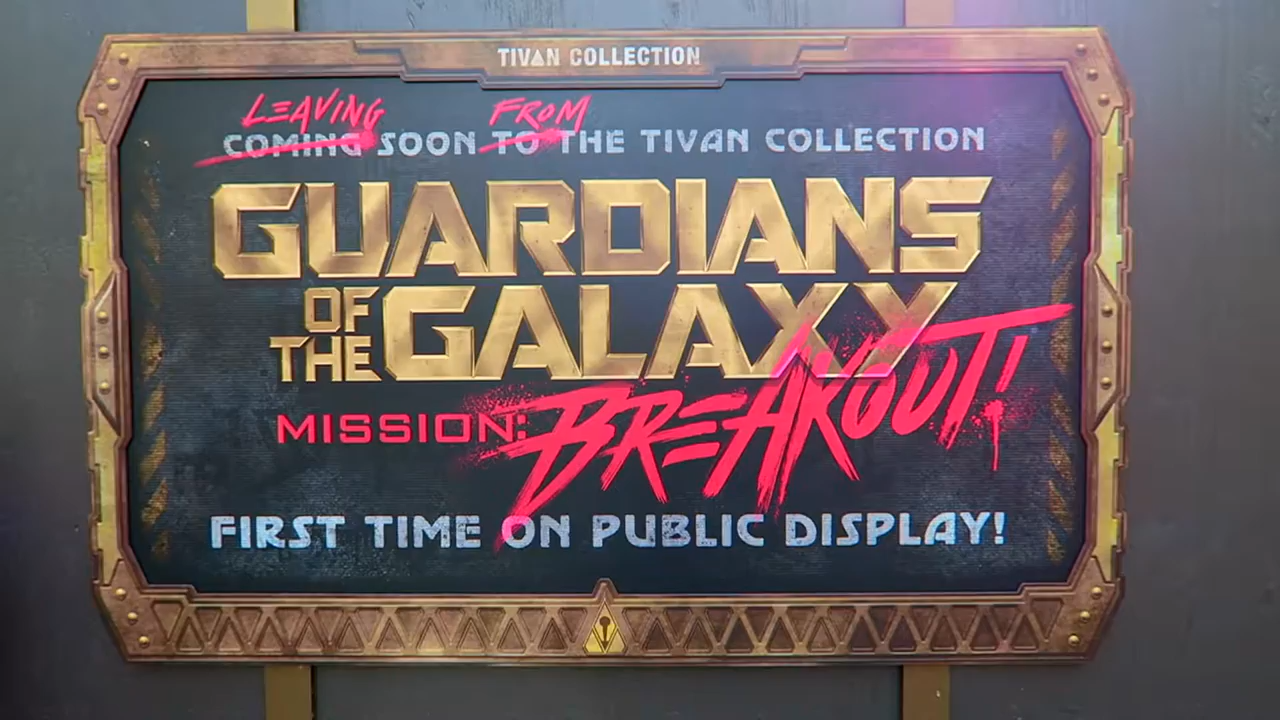 TIVAN COLLECTION
LEAVING FROM
COMING SOON TO THE TIVAN COLLECTION
GUARDIANS
OF
THE GALAXY
MISSION: BREAKOUT!
FIRST TIME ON PUBLIC DISPLAY!